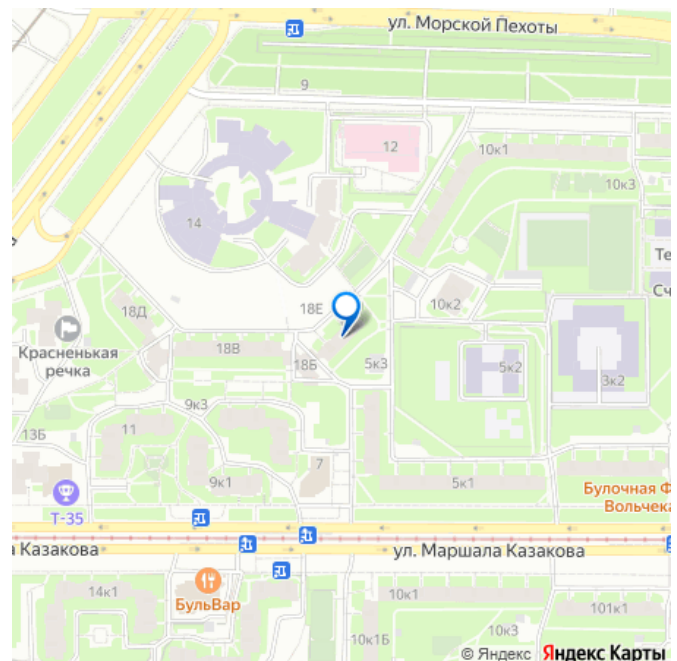 ул. Морской Пехоты
9
12
10к1
10к3
14
Те
Сч
18Е
10к2
18Д
Красненькая
речка
18В
18Б
5к3
5к2
3к2
9к3
13Б
11
7
9к1
5к1
Булочная Ф
Вольчека
Т-35
а Казакова
ул. Маршала Казакова
БульВар
14к1
10к1
101к1
10к3
10к1Б
© Яндекс Яндекс Карты